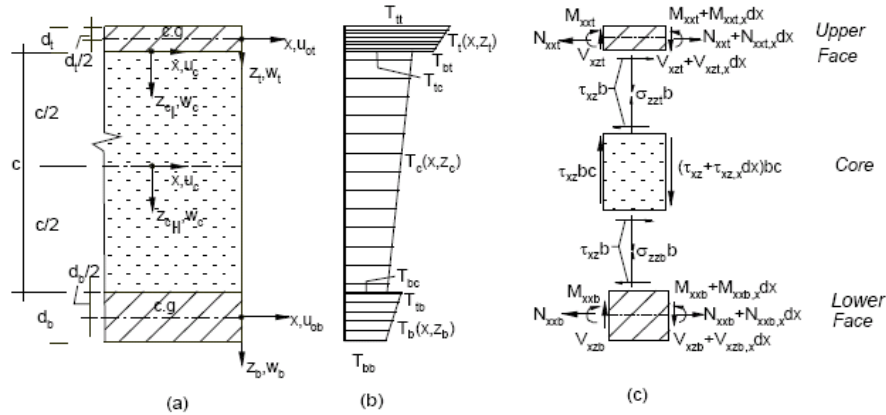 d_t
d_t/2
c.g
x,u_ot
z_t,w_t
x,u_c
z_cI,w_c
c/2
c
x,u_c
z_cII,w_c
c/2
d_b/2
c.g
d_b
x,u_ob
z_b,w_b
(a)
T_tt
T_t(x,z_t)
T_bt
T_tc
T_c(x,z_c)
T_bc
T_tb
T_b(x,z_b)
T_bb
(b)
M_xxt
M_xxt+M_xxt,x dx
N_xxt
N_xxt+N_xxt,x dx
V_xzt
V_xzt+V_xzt,x dx
Upper
Face
τ_xz b
σ_zzt b
τ_xz bc
(τ_xz+τ_xz,x dx)bc
Core
τ_xz b
σ_zzb b
M_xxb
M_xxb+M_xxb,x dx
N_xxb
N_xxb+N_xxb,x dx
V_xzb
V_xzb+V_xzb,x dx
Lower
Face
(c)